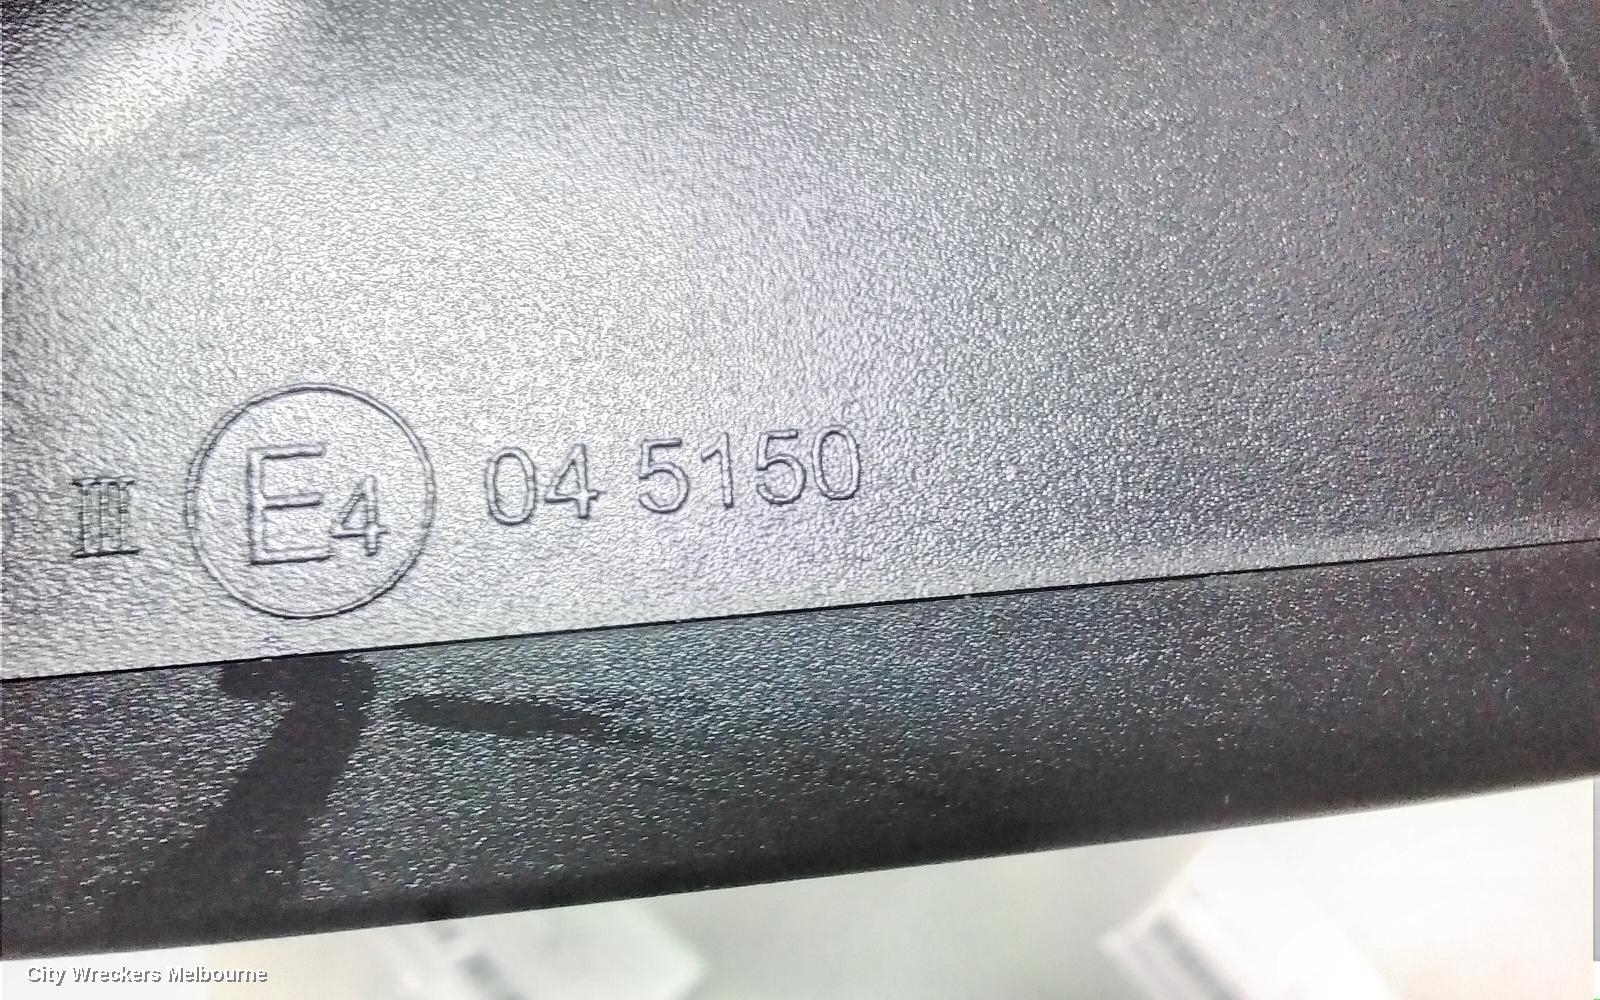 III E4 04 5150
City Wreckers Melbourne